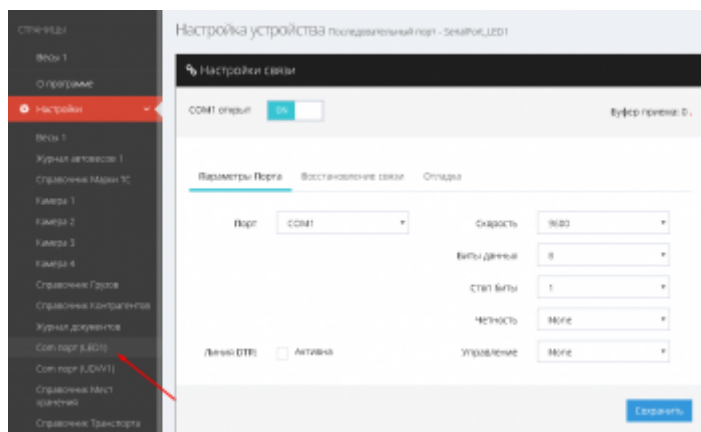 СТРАНИЦЫ
Весы 1
О программе
Настройки
Весы 1
Журнал автовесов 1
Справочник Марки ТС
Камера 1
Камера 2
Камера 3
Камера 4
Справочник Грузов
Справочник Контрагентов
Журнал документов
Com порт (LED1)
Com порт (UDVV1)
Справочник Мест
хранения
Справочник Транспорта
Настройка устройства Последовательный порт - SerialPort_LED1
Настройки связи
COM1 открыт ON
Буфер приема: 0 .
Параметры Порта Восстановление связи Отладка
Порт COM1 Скорость 9600
Биты данных 8
Стоп биты 1
Четность None
Линия DTR Активна Управление None
Сохранить